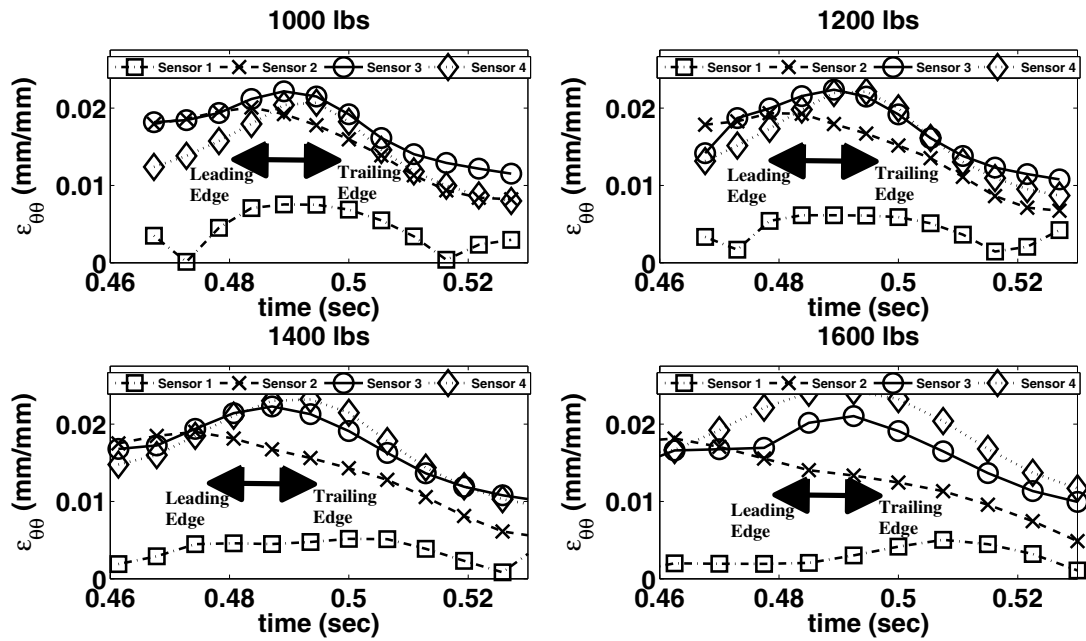 1000 lbs
Sensor 1 Sensor 2 Sensor 3 Sensor 4
0.02
0.01
0
ε_θθ (mm/mm)
Leading
Edge
Trailing
Edge
0.46 0.48 0.5 0.52
time (sec)
1200 lbs
Sensor 1 Sensor 2 Sensor 3 Sensor 4
0.02
0.01
0
ε_θθ (mm/mm)
Leading
Edge
Trailing
Edge
0.46 0.48 0.5 0.52
time (sec)
1400 lbs
Sensor 1 Sensor 2 Sensor 3 Sensor 4
0.02
0.01
0
ε_θθ (mm/mm)
Leading
Edge
Trailing
Edge
0.46 0.48 0.5 0.52
time (sec)
1600 lbs
Sensor 1 Sensor 2 Sensor 3 Sensor 4
0.02
0.01
0
ε_θθ (mm/mm)
Leading
Edge
Trailing
Edge
0.46 0.48 0.5 0.52
time (sec)